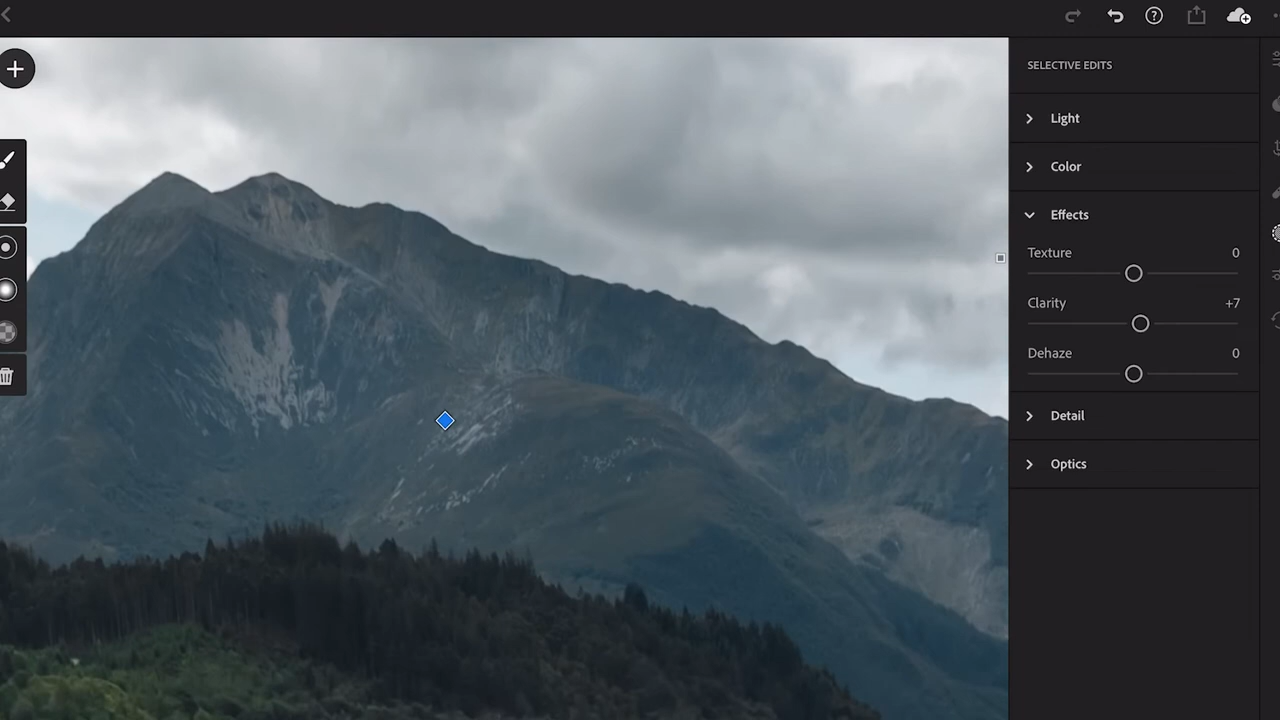 SELECTIVE EDITS
Light
Color
Effects
Texture 0
Clarity +7
Dehaze 0
Detail
Optics